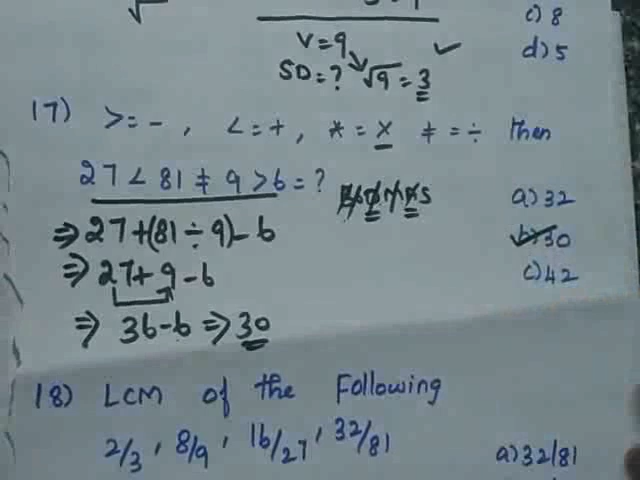 c) 8
V = 9
d) 5
SD = ? √9 = 3
17) > = -, < = +, * = x ≠ = ÷ Then
27 < 81 ≠ 9 > 6 = ?
a) 32
⇒ 27 + (81 ÷ 9) - 6
b) 30
⇒ 27 + 9 - 6
c) 42
⇒ 36 - 6 ⇒ 30
18) LCM of the Following
2/3, 8/9, 16/27, 32/81
a) 32/81